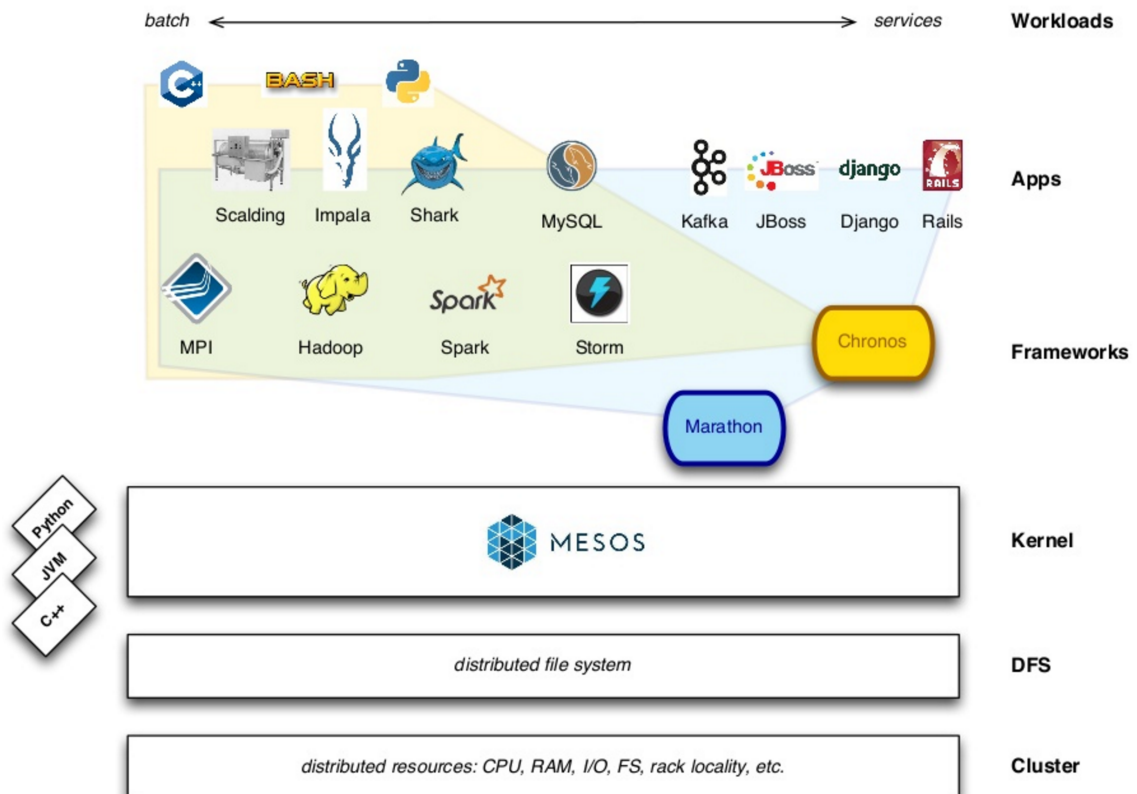 batch
services
Workloads
C++
BASH
JBoss
django
RAILS
Apps
Scalding
Impala
Shark
MySQL
Kafka
JBoss
Django
Rails
Spark
MPI
Hadoop
Spark
Storm
Chronos
Frameworks
Marathon
Python
JVM
C++
MESOS
Kernel
distributed file system
DFS
distributed resources: CPU, RAM, I/O, FS, rack locality, etc.
Cluster